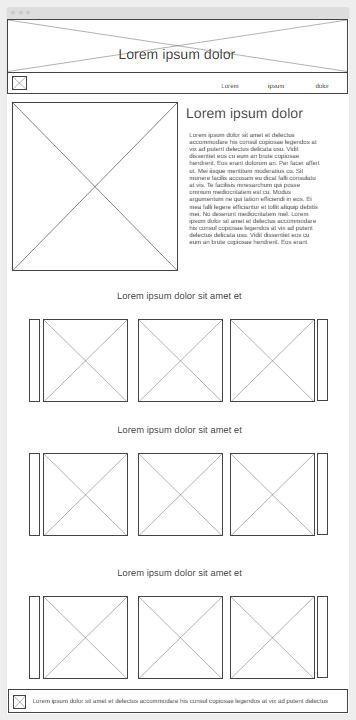 Lorem ipsum dolor
Lorem ipsum dolor
Lorem ipsum dolor
Lorem ipsum dolor sit amet et delectus
accommodare his consul copiosae legendos at
vix ad putent delectus delicata usu. Vidit
dissentiet eos cu eum an brute copiosae
hendrerit. Eos erant dolorum an. Per facer affert
ut. Mei iisque mentitum moderatius cu. Sit
munere facilis accusam eu dicat falli consulatu
at vis. Te facilisis mnesarchum qui posse
omnium mediocritatem est cu. Modus
argumentum ne qui tation efficiendi in eos. Ei
mea falli legere efficiantur et tollit aliquip debitis
mei. No deserunt mediocritatem mel. Lorem
ipsum dolor sit amet et delectus accommodare
his consul copiosae legendos at vix ad putent
delectus delicata usu. Vidit dissentiet eos cu
eum an brute copiosae hendrerit. Eos erant
Lorem ipsum dolor sit amet et
Lorem ipsum dolor sit amet et
Lorem ipsum dolor sit amet et
Lorem ipsum dolor sit amet et delectus accommodare his consul copiosae legendos at vix ad putent delectus